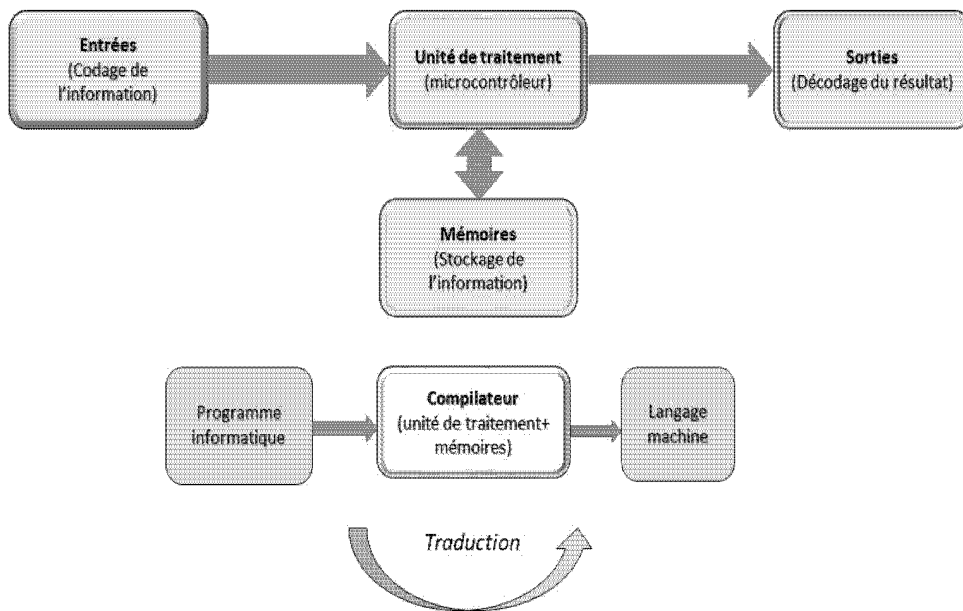 Entrées
(Codage de
l'information)
Unité de traitement
(microcontrôleur)
Sorties
(Décodage du résultat)
Mémoires
(Stockage de
l'information)
Programme
informatique
Compilateur
(unité de traitement+
mémoires)
Langage
machine
Traduction